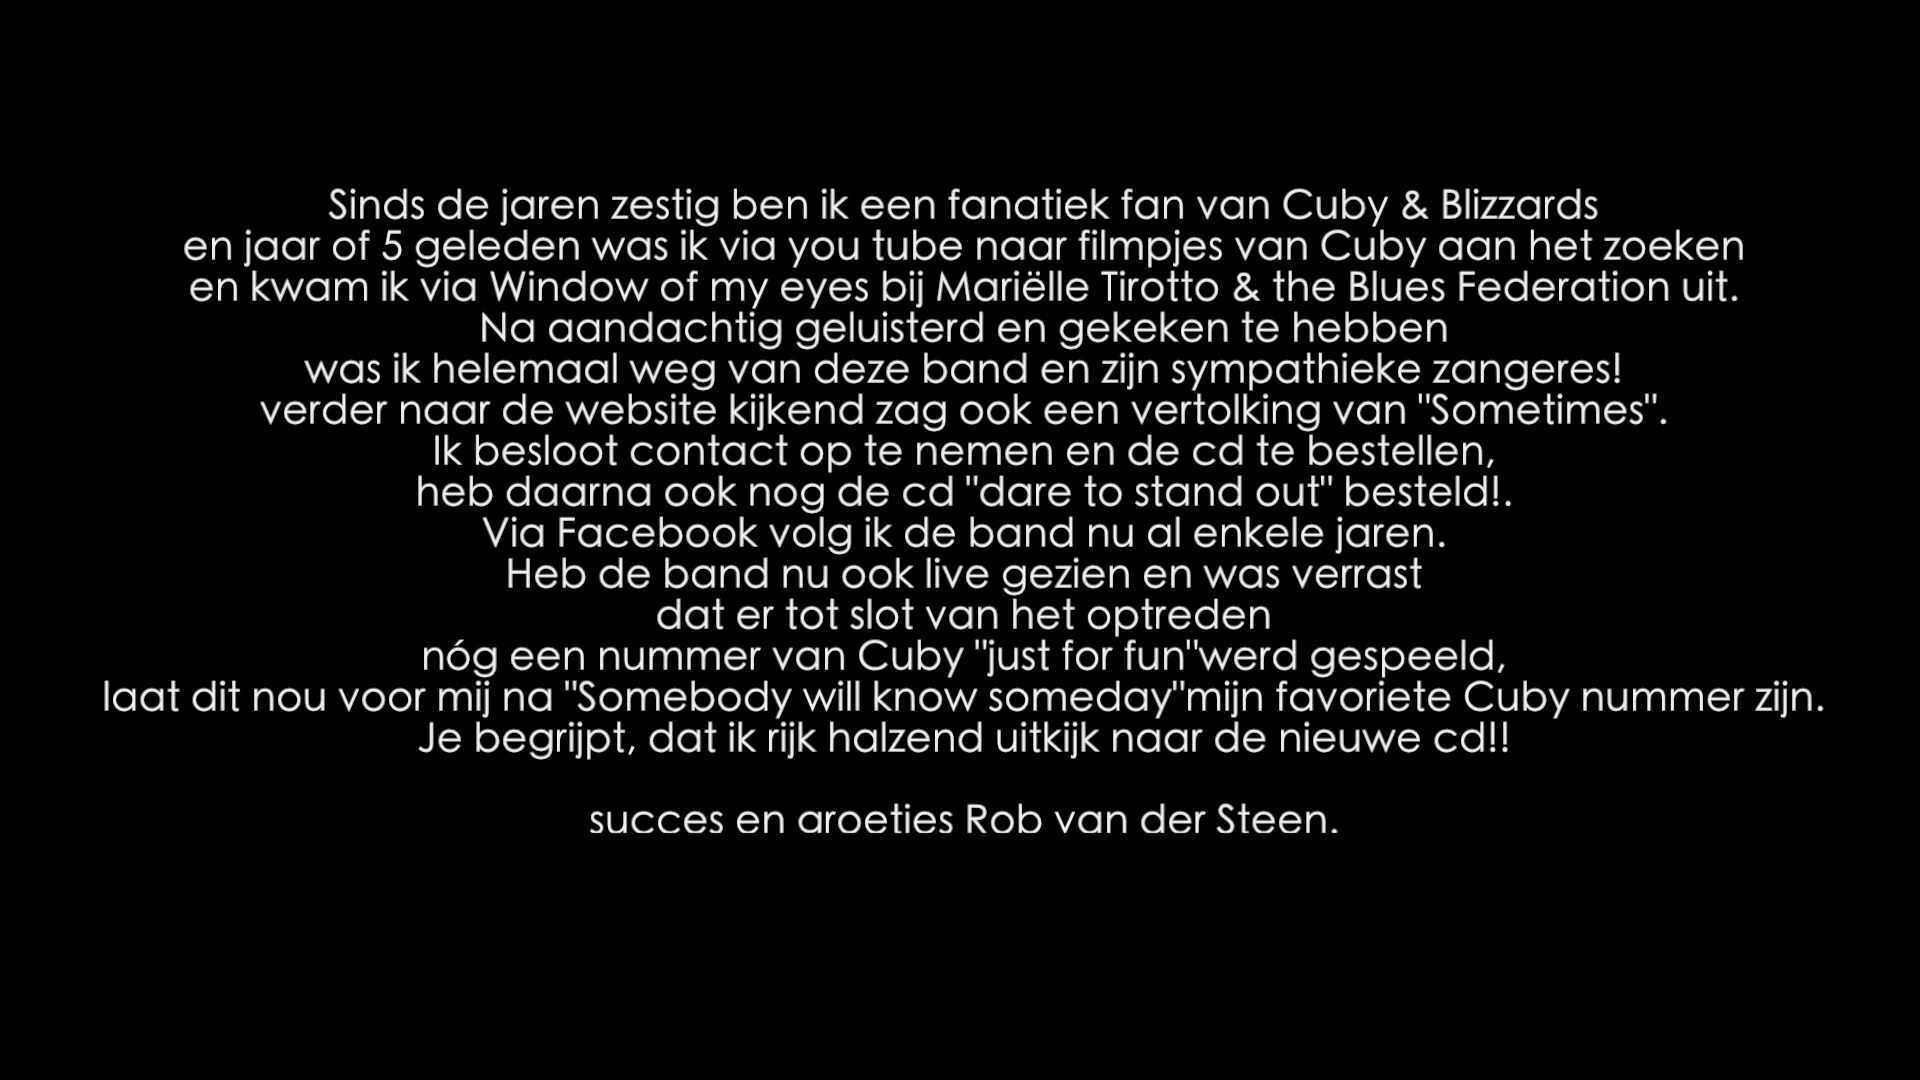 Sinds de jaren zestig ben ik een fanatiek fan van Cuby & Blizzards
en jaar of 5 geleden was ik via you tube naar filmpjes van Cuby aan het zoeken
en kwam ik via Window of my eyes bij Mariëlle Tirotto & the Blues Federation uit.
Na aandachtig geluisterd en gekeken te hebben
was ik helemaal weg van deze band en zijn sympathieke zangeres!
verder naar de website kijkend zag ook een vertolking van "Sometimes".
Ik besloot contact op te nemen en de cd te bestellen,
heb daarna ook nog de cd "dare to stand out" besteld!.
Via Facebook volg ik de band nu al enkele jaren.
Heb de band nu ook live gezien en was verrast
dat er tot slot van het optreden
nóg een nummer van Cuby "just for fun"werd gespeeld,
laat dit nou voor mij na "Somebody will know someday"mijn favoriete Cuby nummer zijn.
Je begrijpt, dat ik rijk halzend uitkijk naar de nieuwe cd!!
succes en groetjes Rob van der Steen.